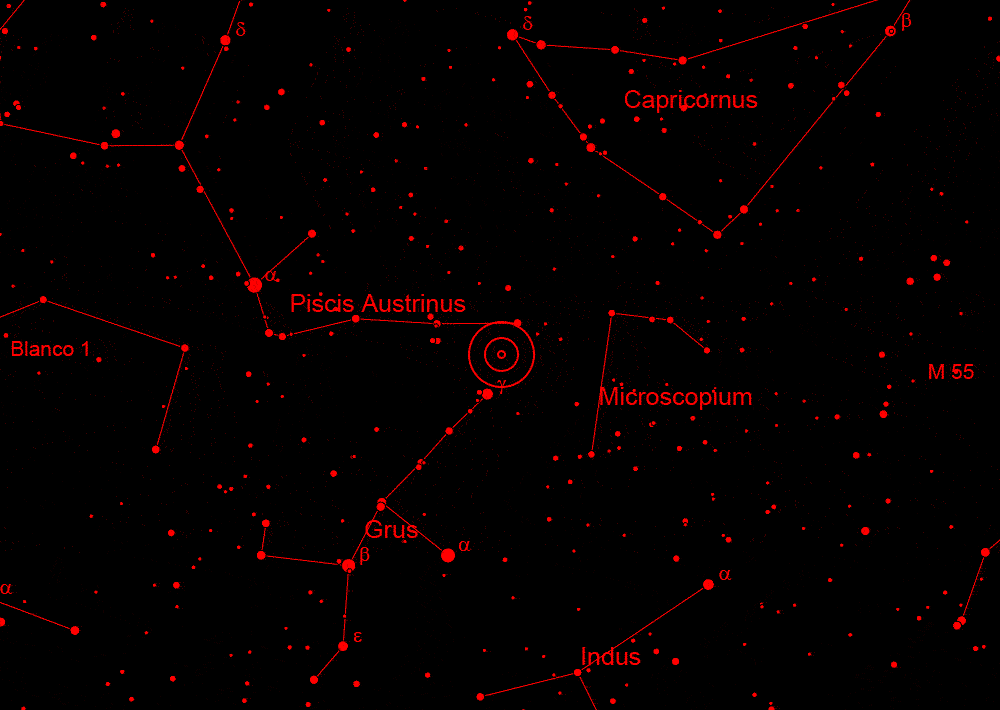 δ
δ
β
Capricornus
α
Piscis Austrinus
Blanco 1
M 55
γ
Microscopium
Grus
α
β
α
α
ε
Indus